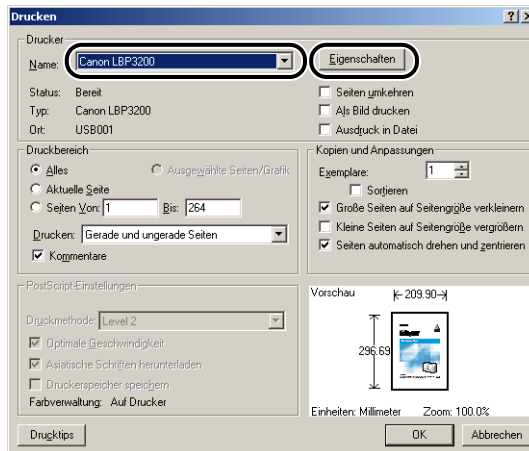 Drucken
Drucker
Name: Canon LBP3200 Eigenschaften
Status: Bereit
Typ: Canon LBP3200
Ort: USB001
Seiten umkehren
Als Bild drucken
Ausdruck in Datei
Druckbereich
Alles Ausgewählte Seiten/Grafik
Aktuelle Seite
Seiten Von: 1 Bis: 264
Drucken: Gerade und ungerade Seiten
Kommentare
Kopien und Anpassungen
Exemplare: 1
Sortieren
Große Seiten auf Seitengröße verkleinern
Kleine Seiten auf Seitengröße vergrößern
Seiten automatisch drehen und zentrieren
PostScript-Einstellungen
Druckmethode: Level 2
Optimale Geschwindigkeit
Asiatische Schriften herunterladen
Druckerspeicher speichern
Farbverwaltung: Auf Drucker
Vorschau
209.90
296.69
Einheiten: Millimeter Zoom: 100.0%
Drucktips OK Abbrechen